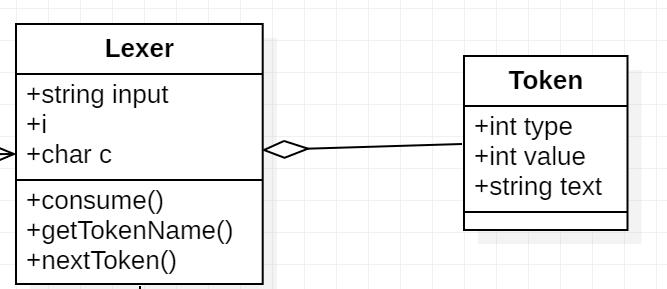 Lexer
+string input
+i
+char c
+consume()
+getTokenName()
+nextToken()
Token
+int type
+int value
+string text